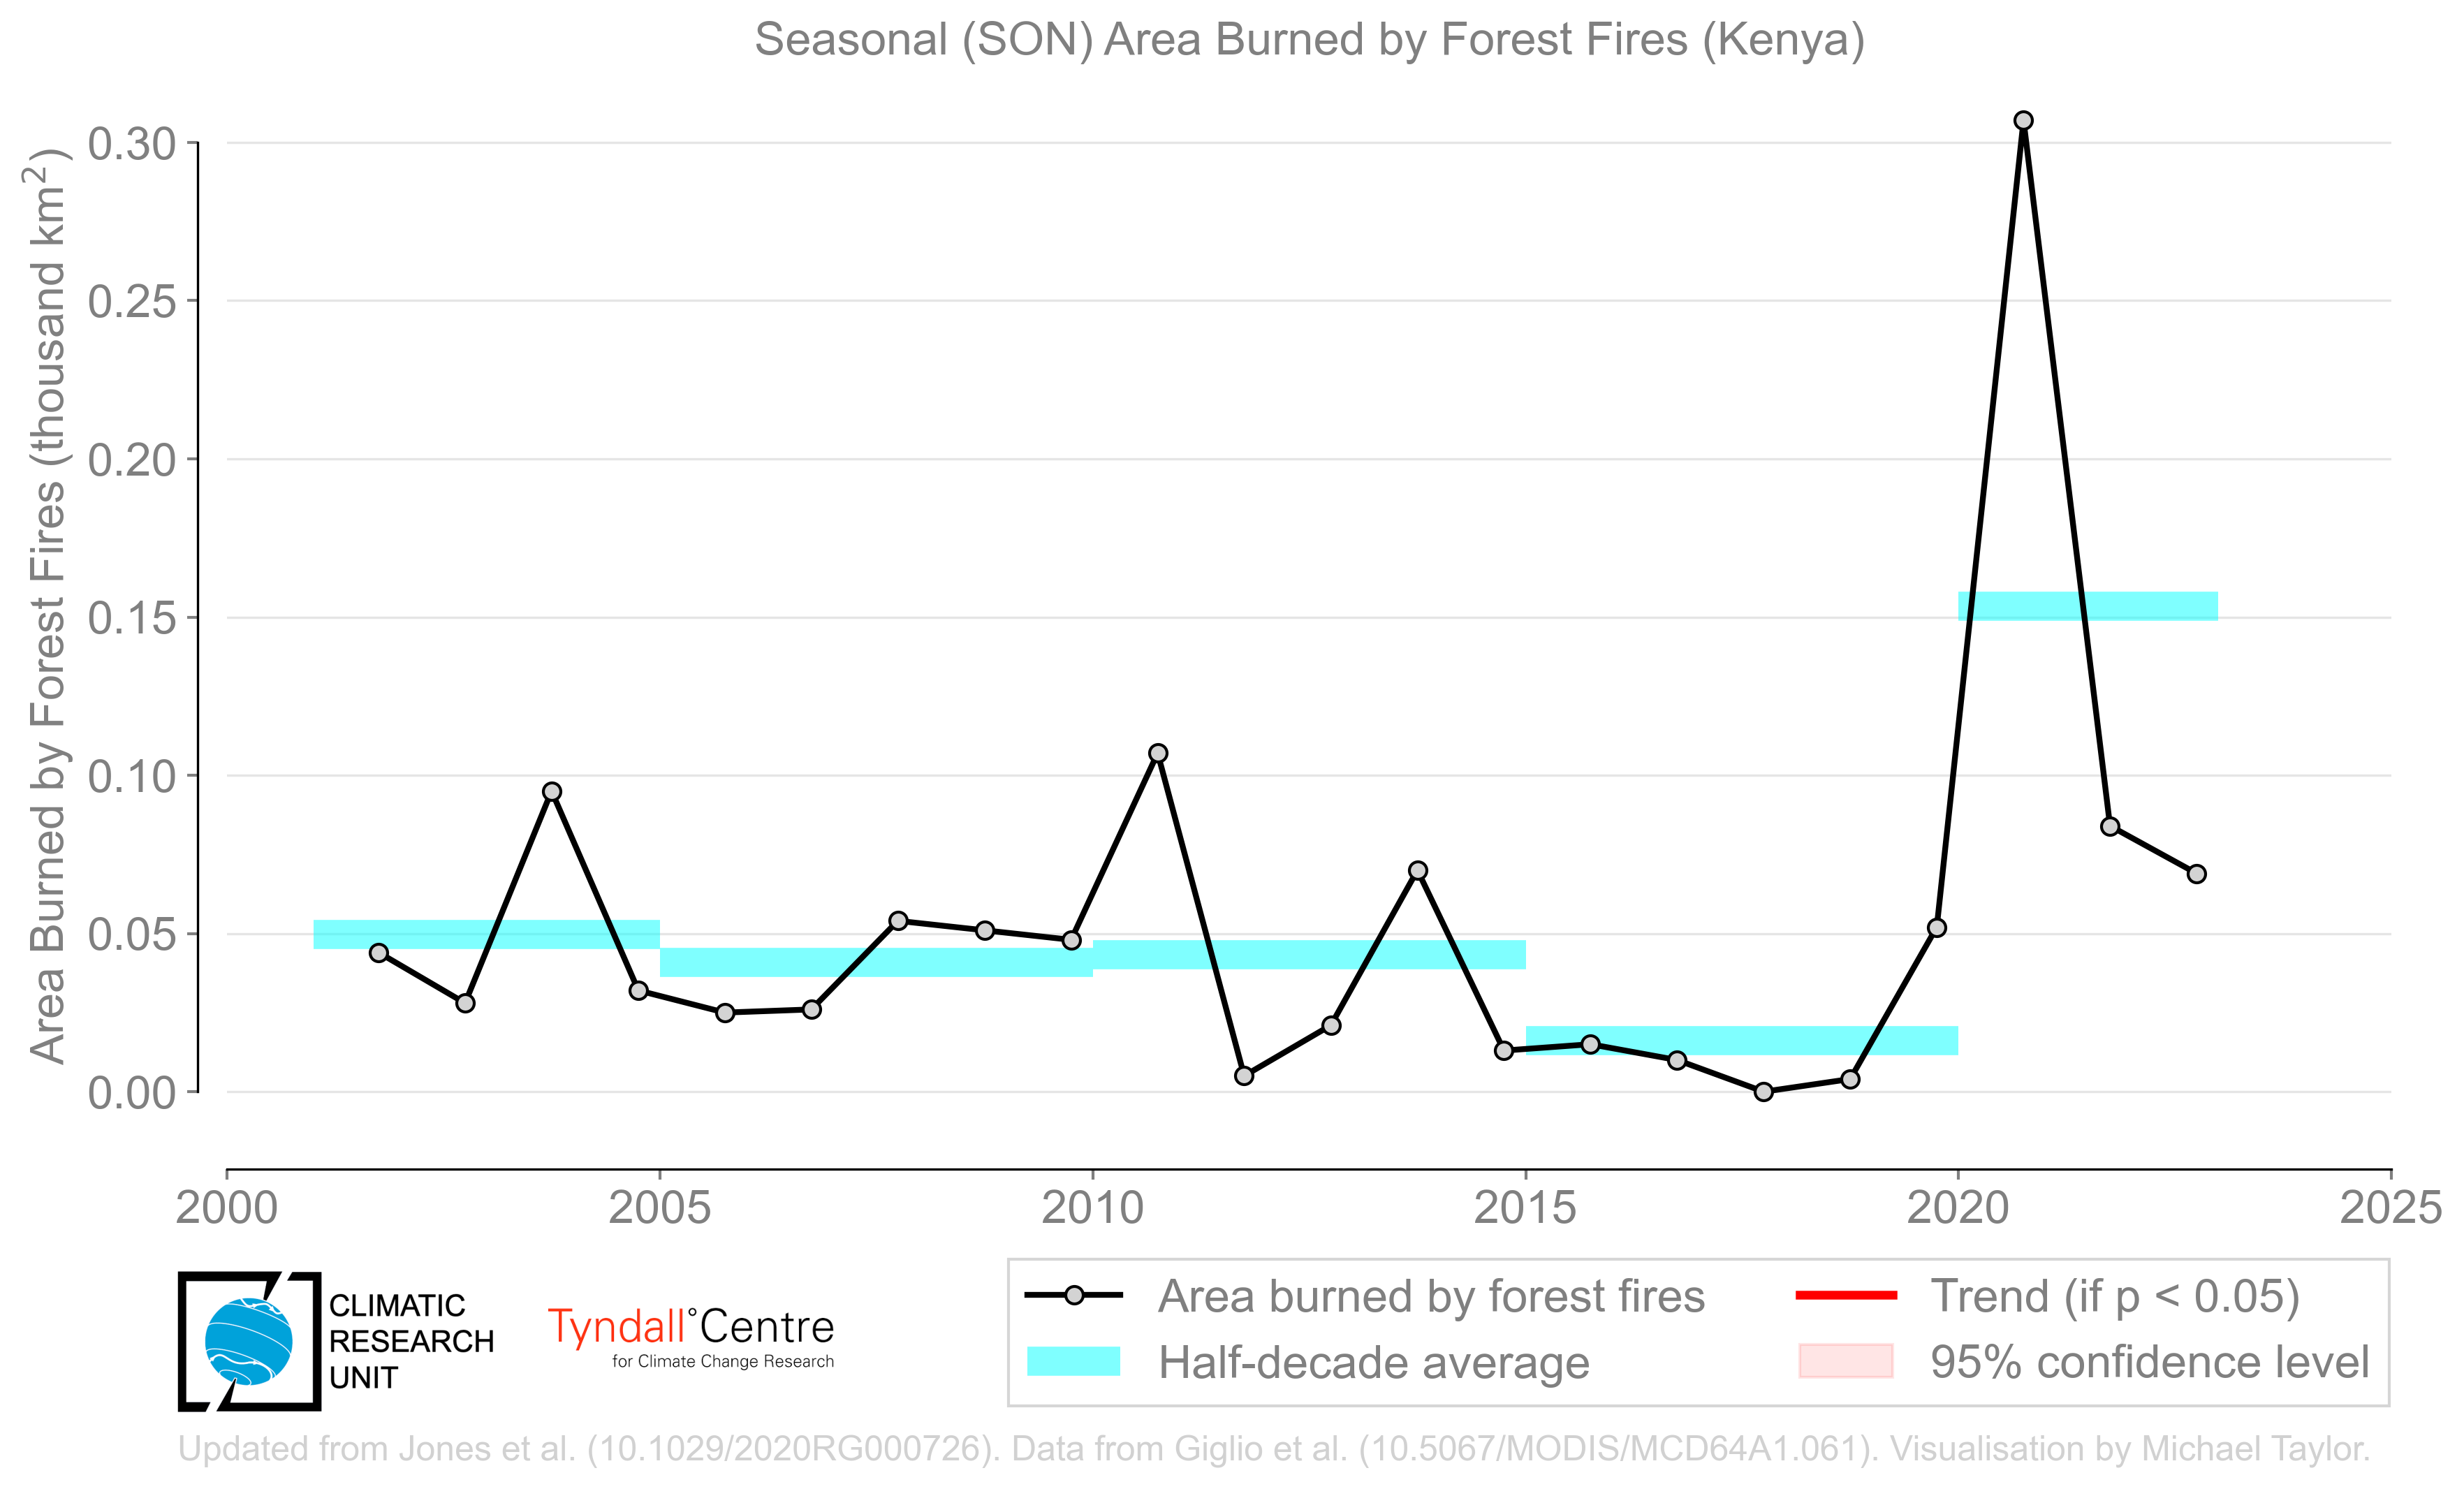 Seasonal (SON) Area Burned by Forest Fires (Kenya)
Area Burned by Forest Fires (thousand km²)
0.30
0.25
0.20
0.15
0.10
0.05
0.00
2000 2005 2010 2015 2020 2025
CLIMATIC
RESEARCH
UNIT
Tyndall°Centre
for Climate Change Research
Area burned by forest fires
Half-decade average
Trend (if p < 0.05)
95% confidence level
Updated from Jones et al. (10.1029/2020RG000726). Data from Giglio et al. (10.5067/MODIS/MCD64A1.061). Visualisation by Michael Taylor.